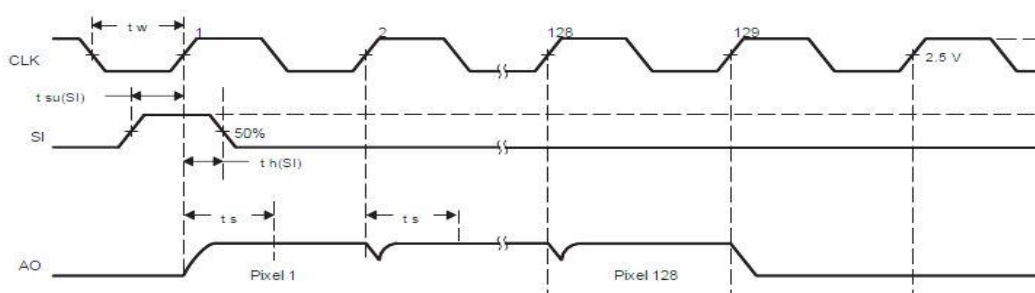 t w
1
2
128
129
CLK
2.5 V
t su(SI)
SI
50%
t h(SI)
t s
t s
AO
Pixel 1
Pixel 128